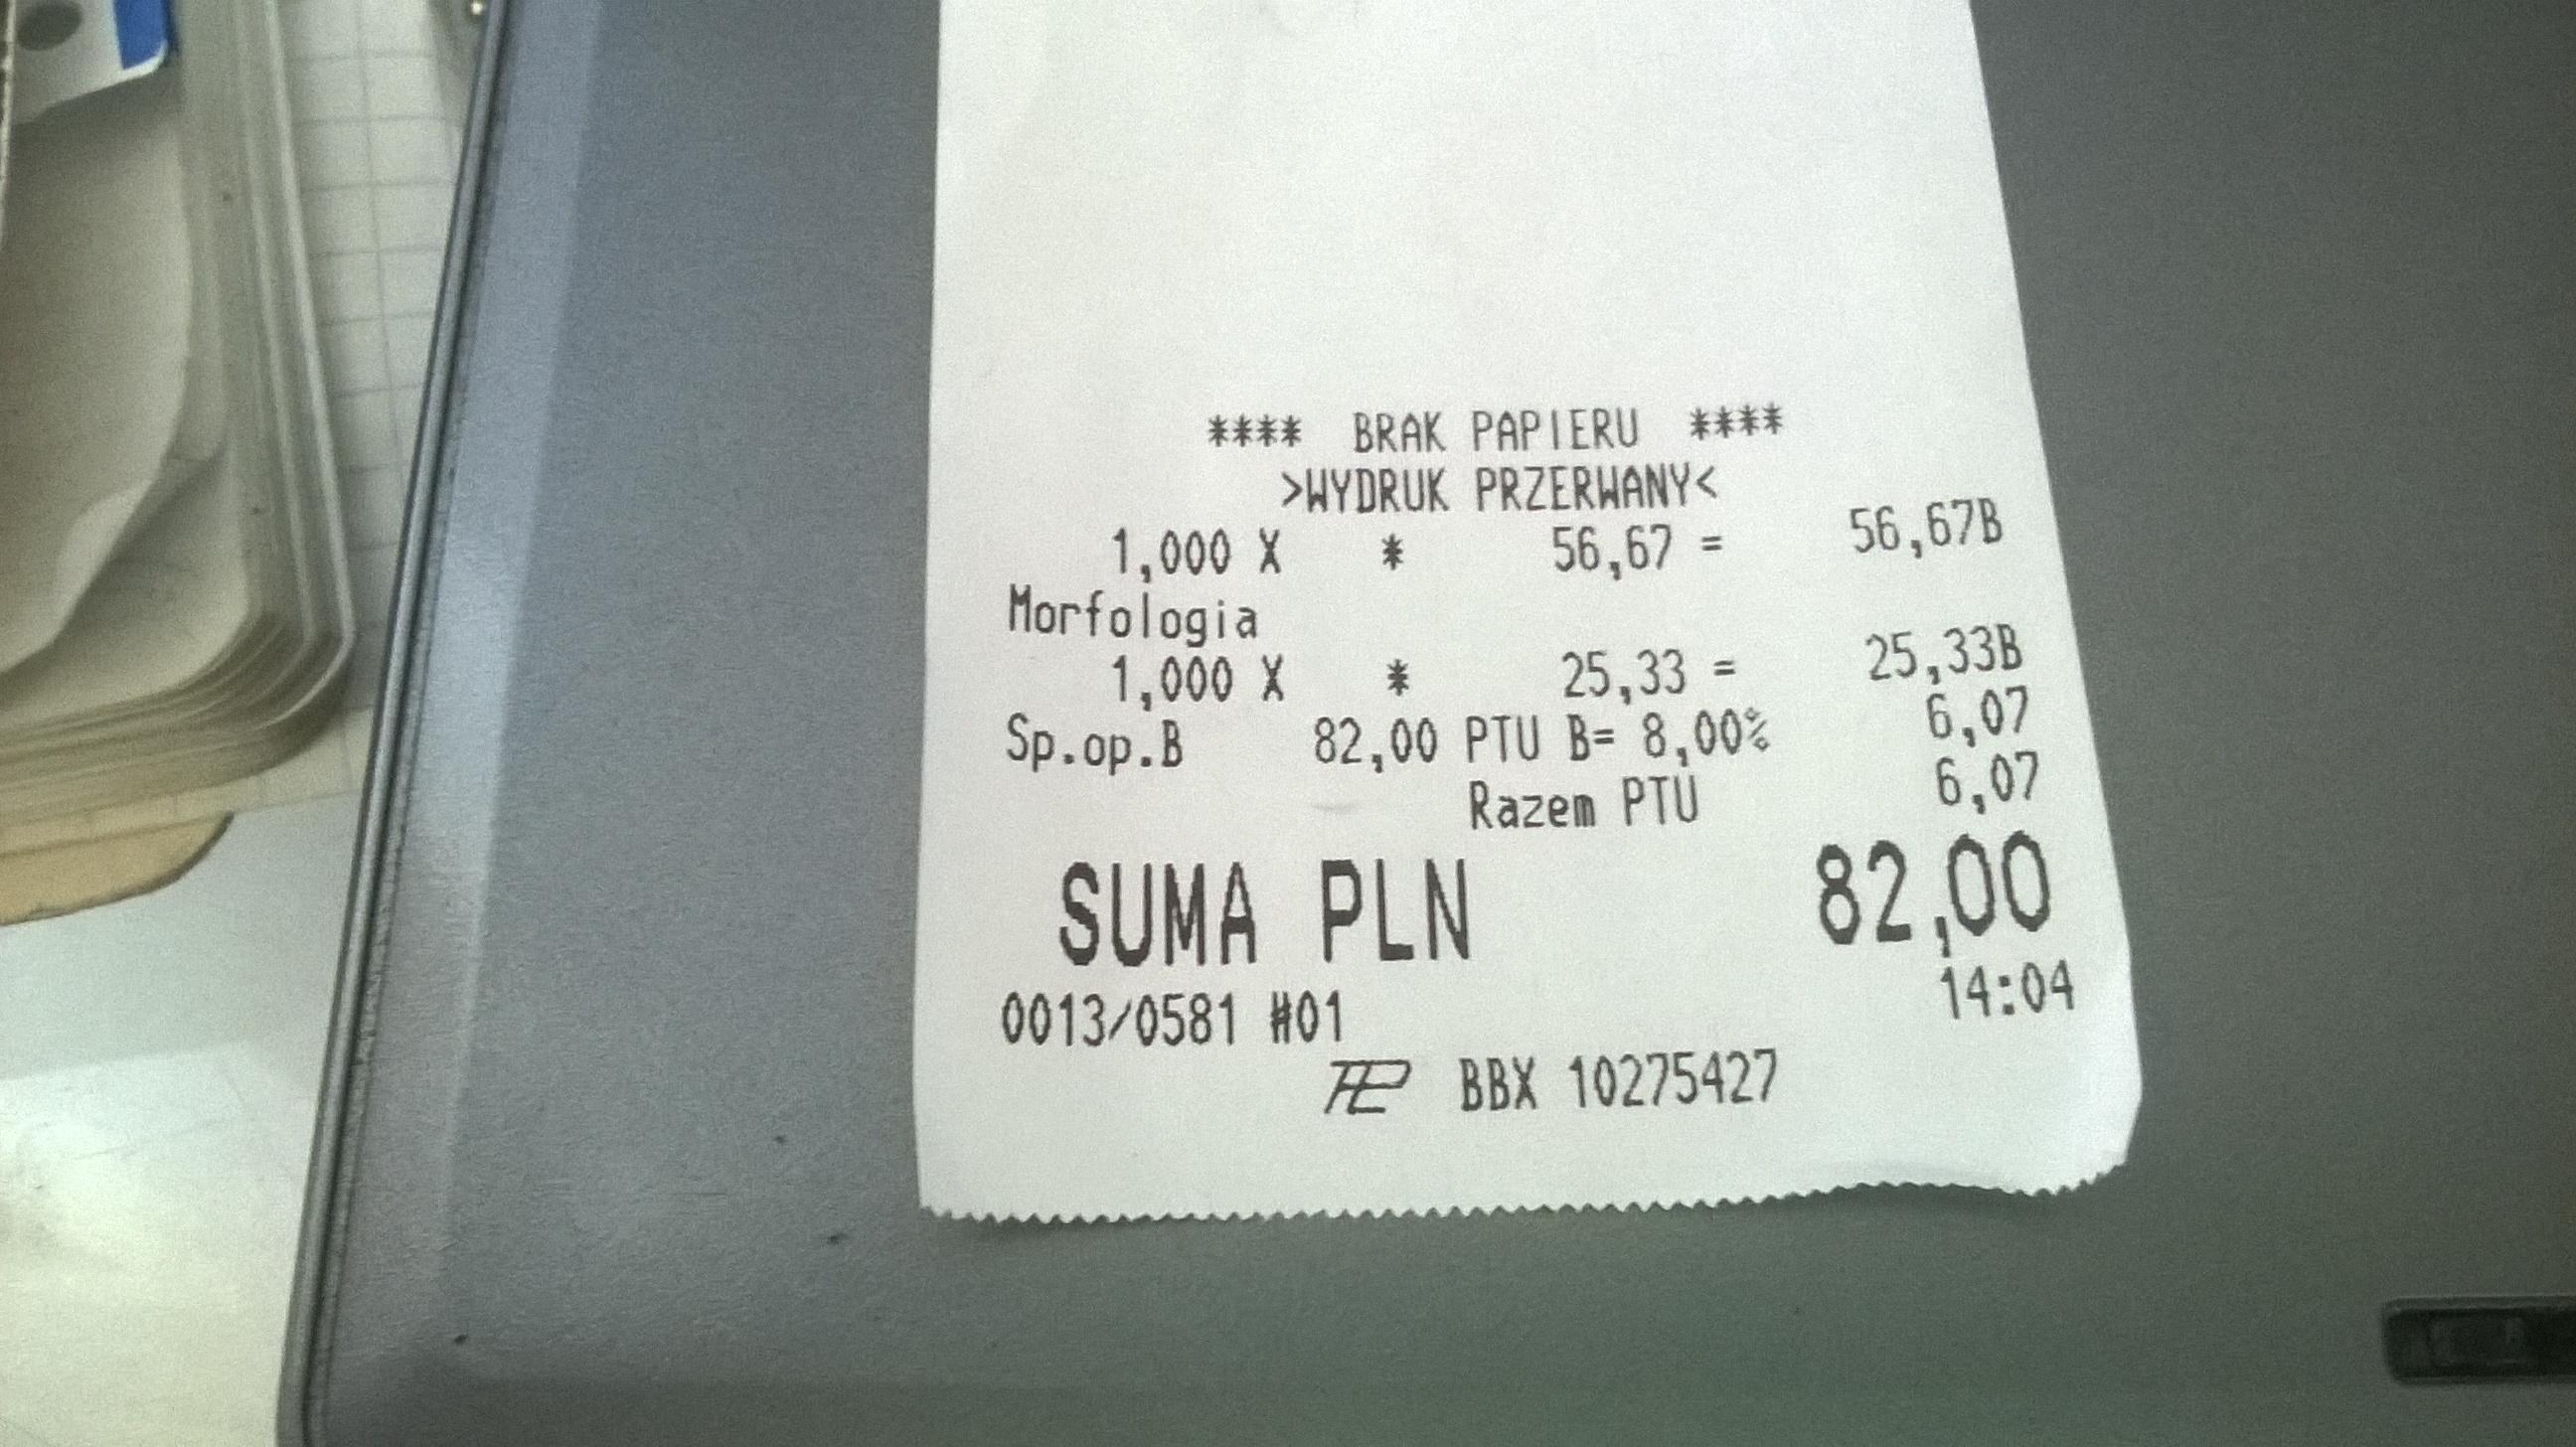 **** BRAK PAPIERU ****
>WYDRUK PRZERWANY<
1,000 X * 56,67 = 56,67B
Morfologia
1,000 X * 25,33 = 25,33B
Sp.op.B 82,00 PTU B= 8,00% 6,07
Razem PTU 6,07
SUMA PLN 82,00
0013/0581 #01 14:04
BBX 10275427